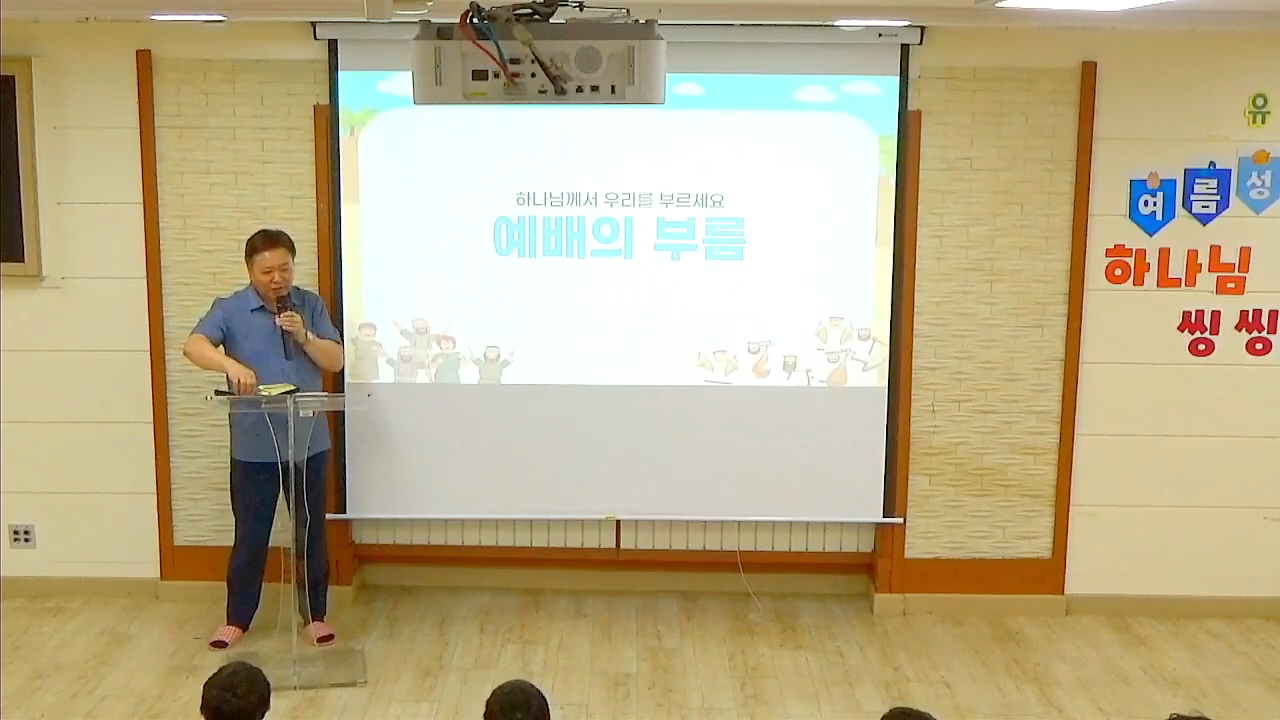 하나님께서 우리를 부르세요
예배의 부름
유
여름성
하나님
씽씽